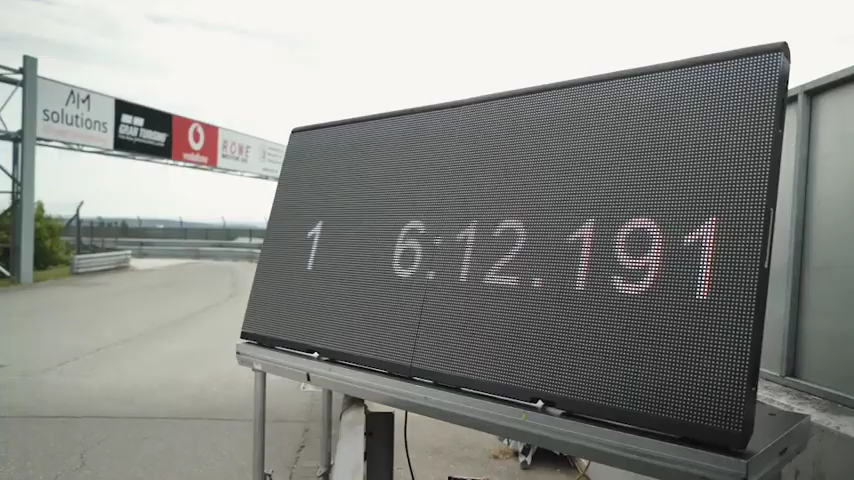 AM
solutions
GRAN TURISMO
vodafone
ROWE
1 6:12.191